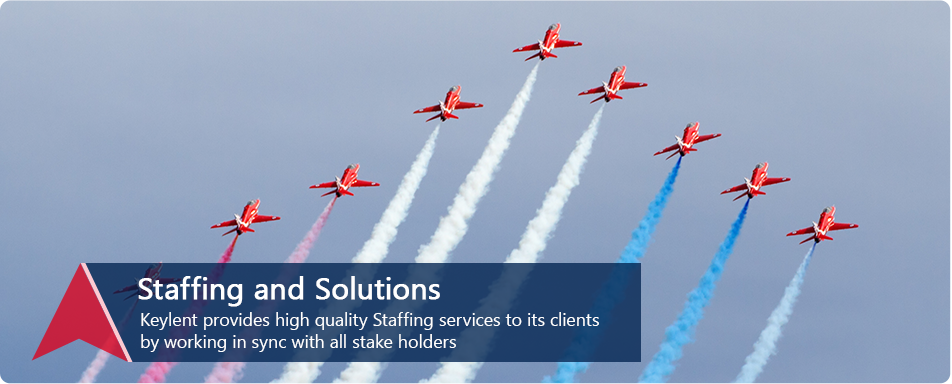 Staffing and Solutions
Keylent provides high quality Staffing services to its clients
by working in sync with all stake holders